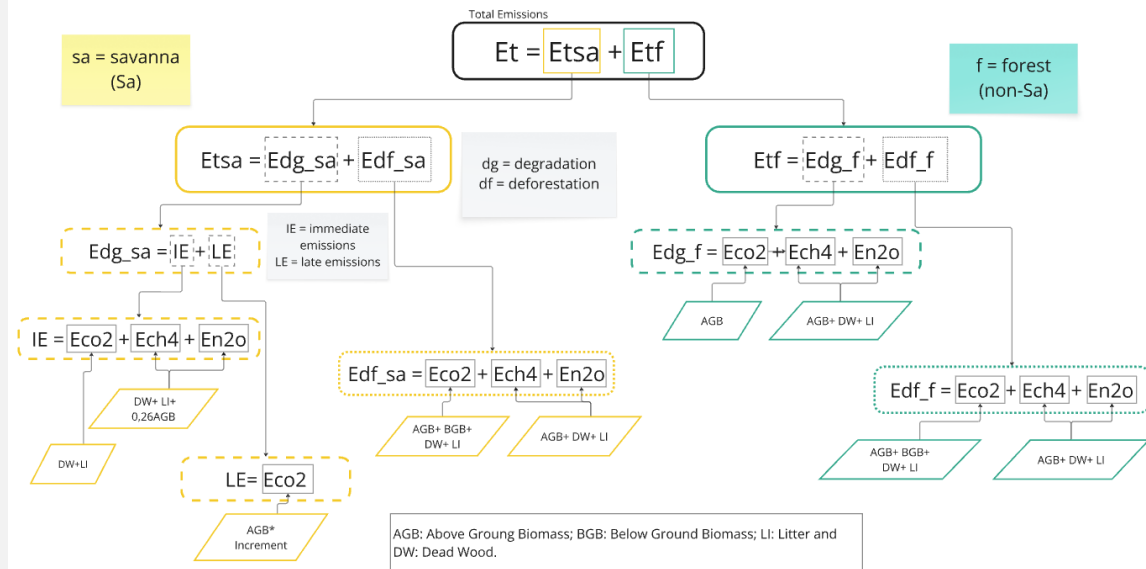 Total Emissions
Et = Etsa + Etf
sa = savanna
(Sa)
f = forest
(non-Sa)
Etsa = Edg_sa + Edf_sa
dg = degradation
df = deforestation
Etf = Edg_f + Edf_f
Edg_sa = IE + LE
IE = immediate
emissions
LE = late emissions
Edg_f = Eco2 + Ech4 + En2o
AGB
AGB+ DW+ LI
IE = Eco2 + Ech4 + En2o
DW+ LI+
0,26AGB
DW+LI
Edf_sa = Eco2 + Ech4 + En2o
AGB+ BGB+
DW+ LI
AGB+ DW+ LI
Edf_f = Eco2 + Ech4 + En2o
AGB+ BGB+
DW+ LI
AGB+ DW+ LI
LE= Eco2
AGB*
Increment
AGB: Above Groung Biomass; BGB: Below Ground Biomass; LI: Litter and
DW: Dead Wood.